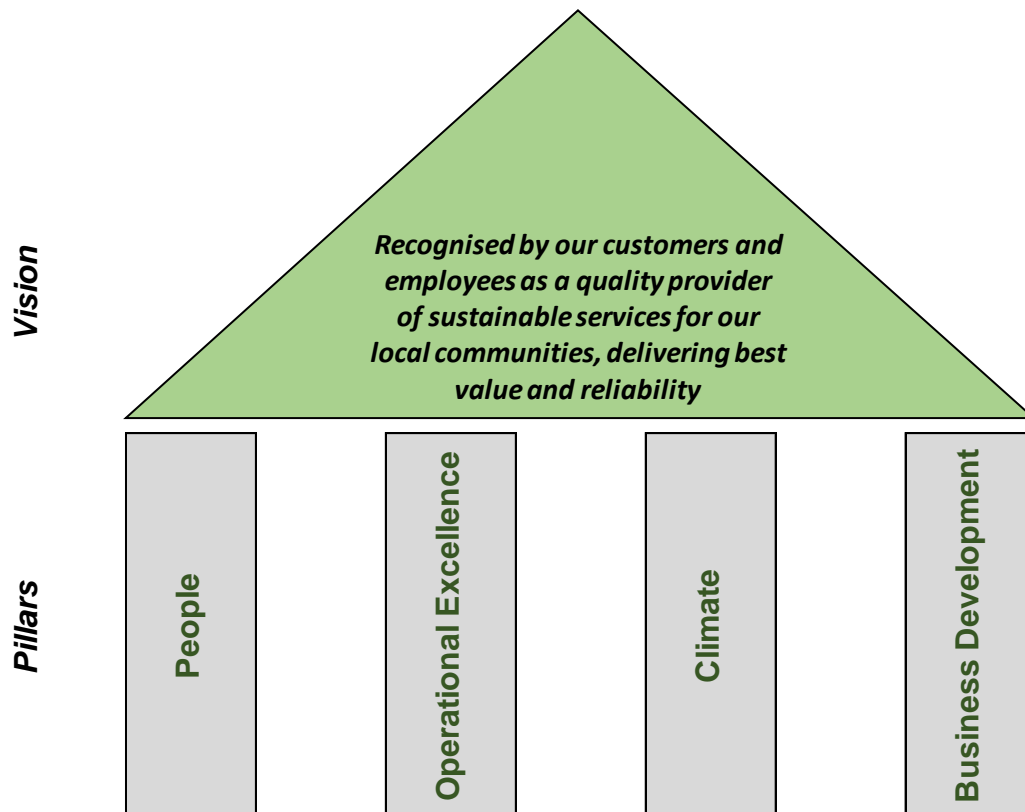 Vision
Recognised by our customers and
employees as a quality provider
of sustainable services for our
local communities, delivering best
value and reliability
Pillars
People
Operational Excellence
Climate
Business Development